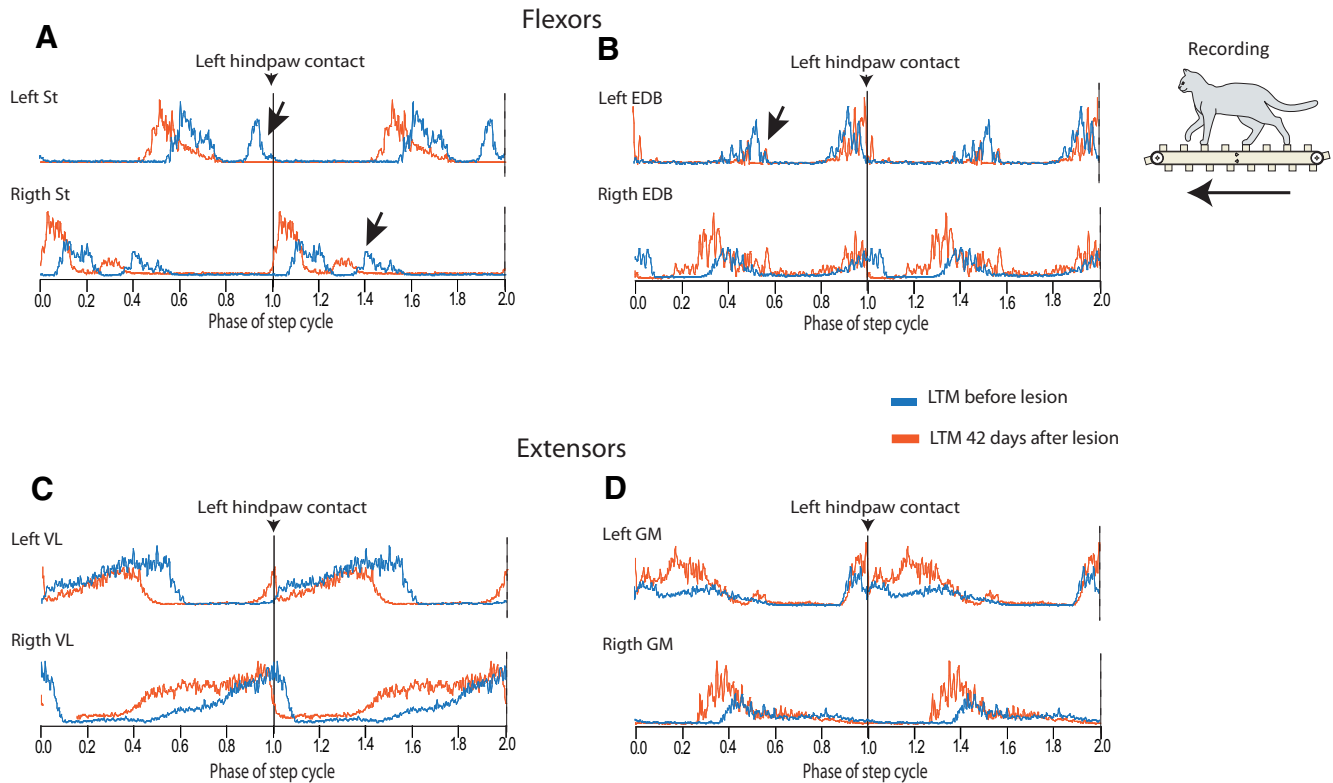 Flexors
A
Left hindpaw contact
Left St
Rigth St
0.0 0.2 0.4 0.6 0.8 1.0 1.2 1.4 1.6 1.8 2.0
Phase of step cycle
B
Left hindpaw contact
Left EDB
Rigth EDB
0.0 0.2 0.4 0.6 0.8 1.0 1.2 1.4 1.6 1.8 2.0
Phase of step cycle
Recording
LTM before lesion
LTM 42 days after lesion
Extensors
C
Left hindpaw contact
Left VL
Rigth VL
0.0 0.2 0.4 0.6 0.8 1.0 1.2 1.4 1.6 1.8 2.0
Phase of step cycle
D
Left hindpaw contact
Left GM
Rigth GM
0.0 0.2 0.4 0.6 0.8 1.0 1.2 1.4 1.6 1.8 2.0
Phase of step cycle